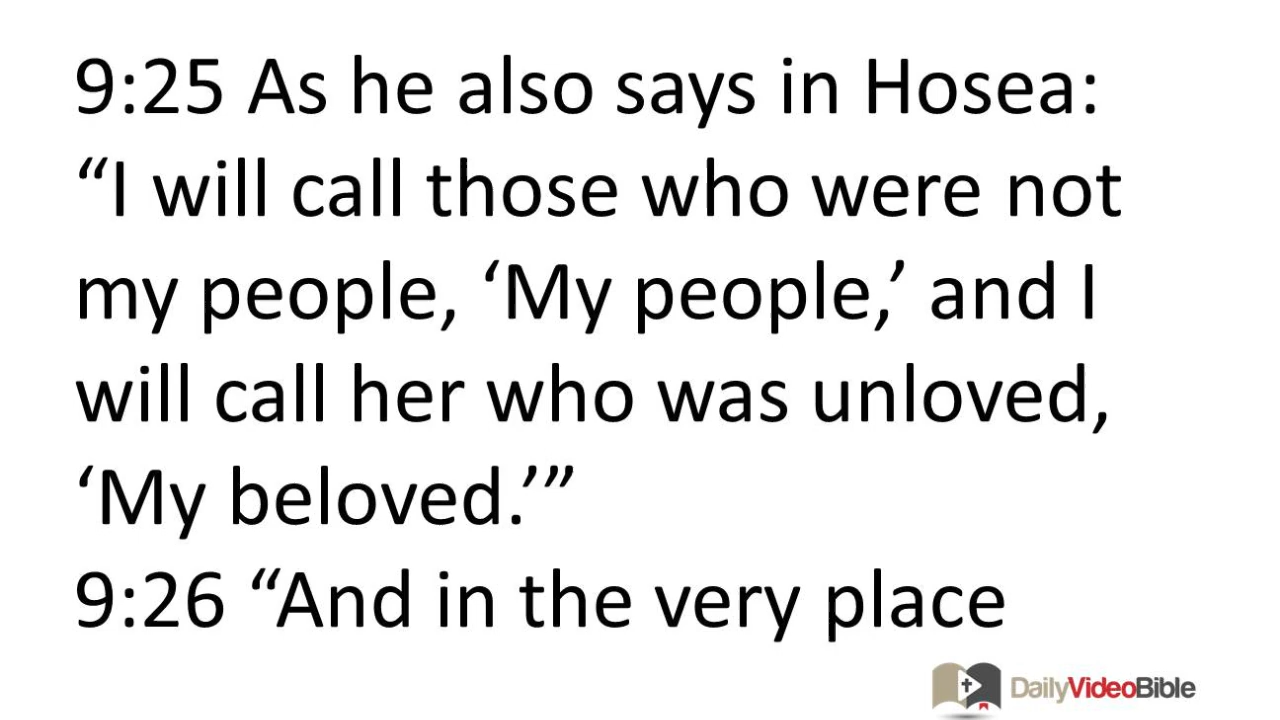 9:25 As he also says in Hosea:
“I will call those who were not
my people, ‘My people,’ and I
will call her who was unloved,
‘My beloved.’”
9:26 “And in the very place
DailyVideoBible